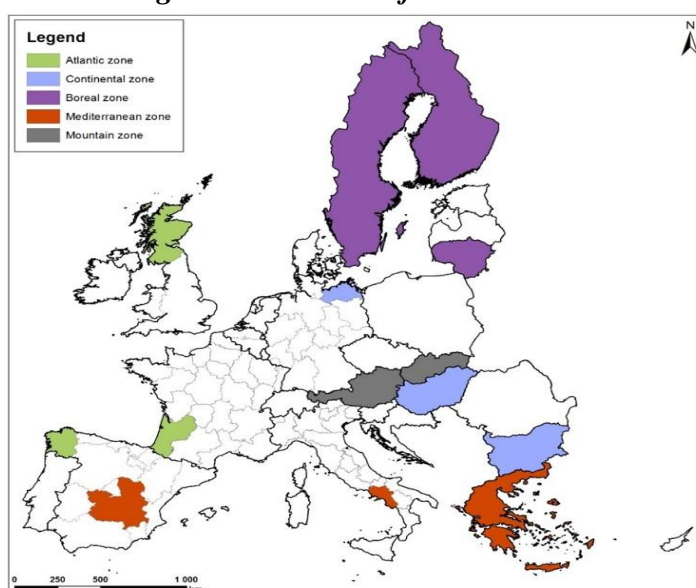 Legend
Atlantic zone
Continental zone
Boreal zone
Mediterranean zone
Mountain zone
N
0 250 500 1 000